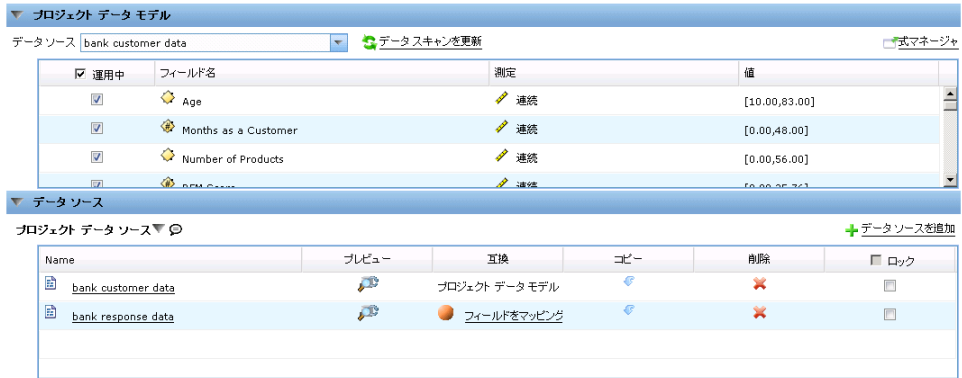 プロジェクト データ モデル
データ ソース bank customer data データ スキャンを更新 式マネージャ
運用中 フィールド名 測定 値
Age 連続 [10.00,83.00]
Months as a Customer 連続 [0.00,48.00]
Number of Products 連続 [0.00,56.00]
データ ソース
プロジェクト データ ソース データ ソースを追加
Name プレビュー 互換 コピー 削除 ロック
bank customer data プロジェクト データ モデル
bank response data フィールドをマッピング